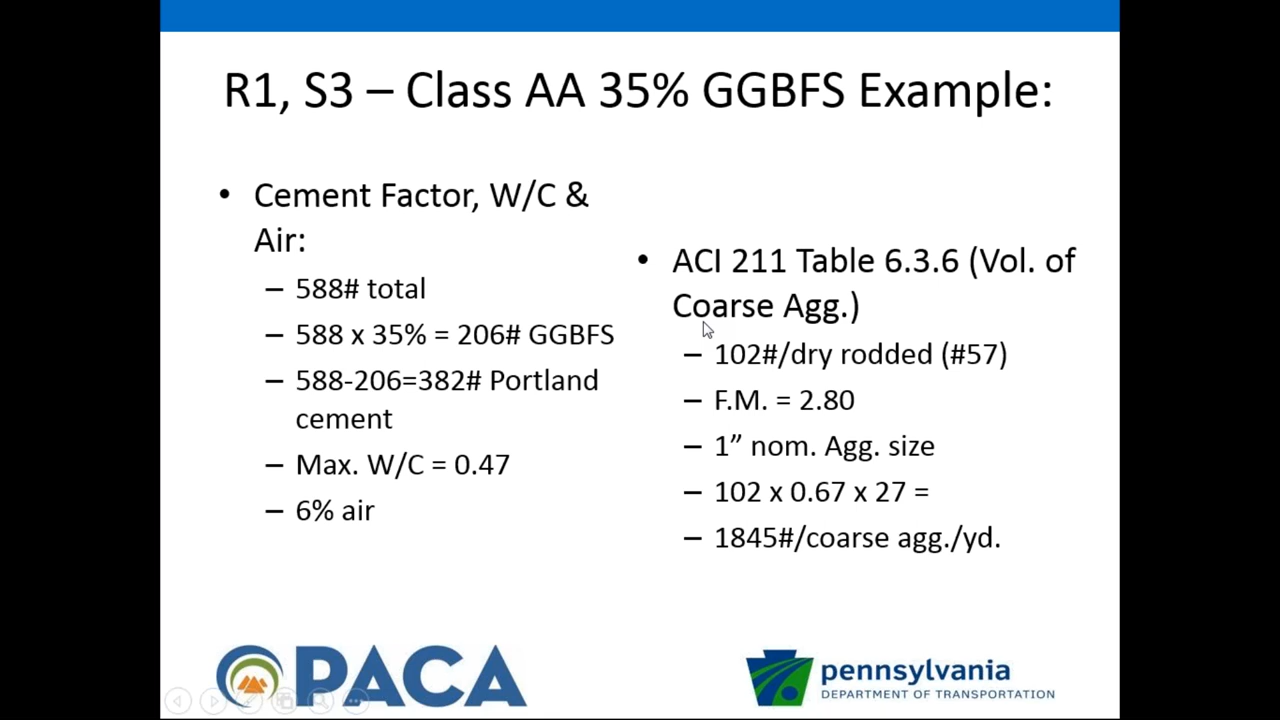 R1, S3 – Class AA 35% GGBFS Example:
• Cement Factor, W/C &
Air:
– 588# total
– 588 x 35% = 206# GGBFS
– 588-206=382# Portland
cement
– Max. W/C = 0.47
– 6% air
• ACI 211 Table 6.3.6 (Vol. of
Coarse Agg.)
– 102#/dry rodded (#57)
– F.M. = 2.80
– 1” nom. Agg. size
– 102 x 0.67 x 27 =
– 1845#/coarse agg./yd.
PACA
pennsylvania
DEPARTMENT OF TRANSPORTATION